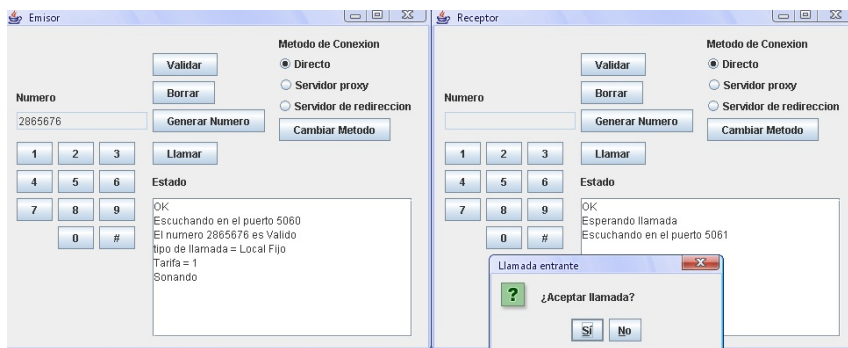 Emisor
Metodo de Conexion
Validar
Directo
Borrar
Servidor proxy
Numero
Servidor de redireccion
2865676
Generar Numero
Cambiar Metodo
1 2 3
Llamar
4 5 6
Estado
7 8 9
0 #
OK
Escuchando en el puerto 5060
El numero 2865676 es Valido
tipo de llamada = Local Fijo
Tarifa = 1
Sonando
Receptor
Metodo de Conexion
Validar
Directo
Borrar
Servidor proxy
Numero
Servidor de redireccion
Generar Numero
Cambiar Metodo
1 2 3
Llamar
4 5 6
Estado
7 8 9
0 #
OK
Esperando llamada
Escuchando en el puerto 5061
Llamada entrante
?
¿Aceptar llamada?
Sí No